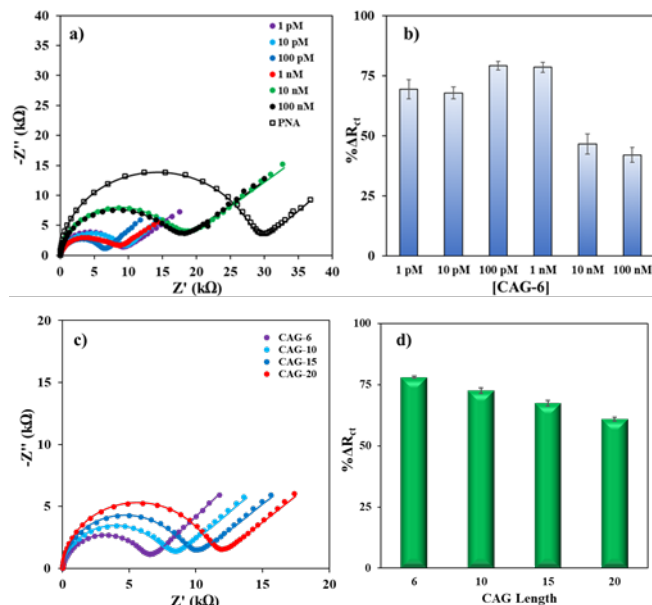 a)
40
35
30
25
20
15
10
5
0
-Z'' (kΩ)
1 pM
10 pM
100 pM
1 nM
10 nM
100 nM
PNA
0 5 10 15 20 25 30 35 40
Z' (kΩ)
b)
100
75
50
25
0
%ΔRct
1 pM 10 pM 100 pM 1 nM 10 nM 100 nM
[CAG-6]
c)
20
15
10
5
0
-Z'' (kΩ)
CAG-6
CAG-10
CAG-15
CAG-20
0 5 10 15 20
Z' (kΩ)
d)
100
75
50
25
0
%ΔRct
6 10 15 20
CAG Length